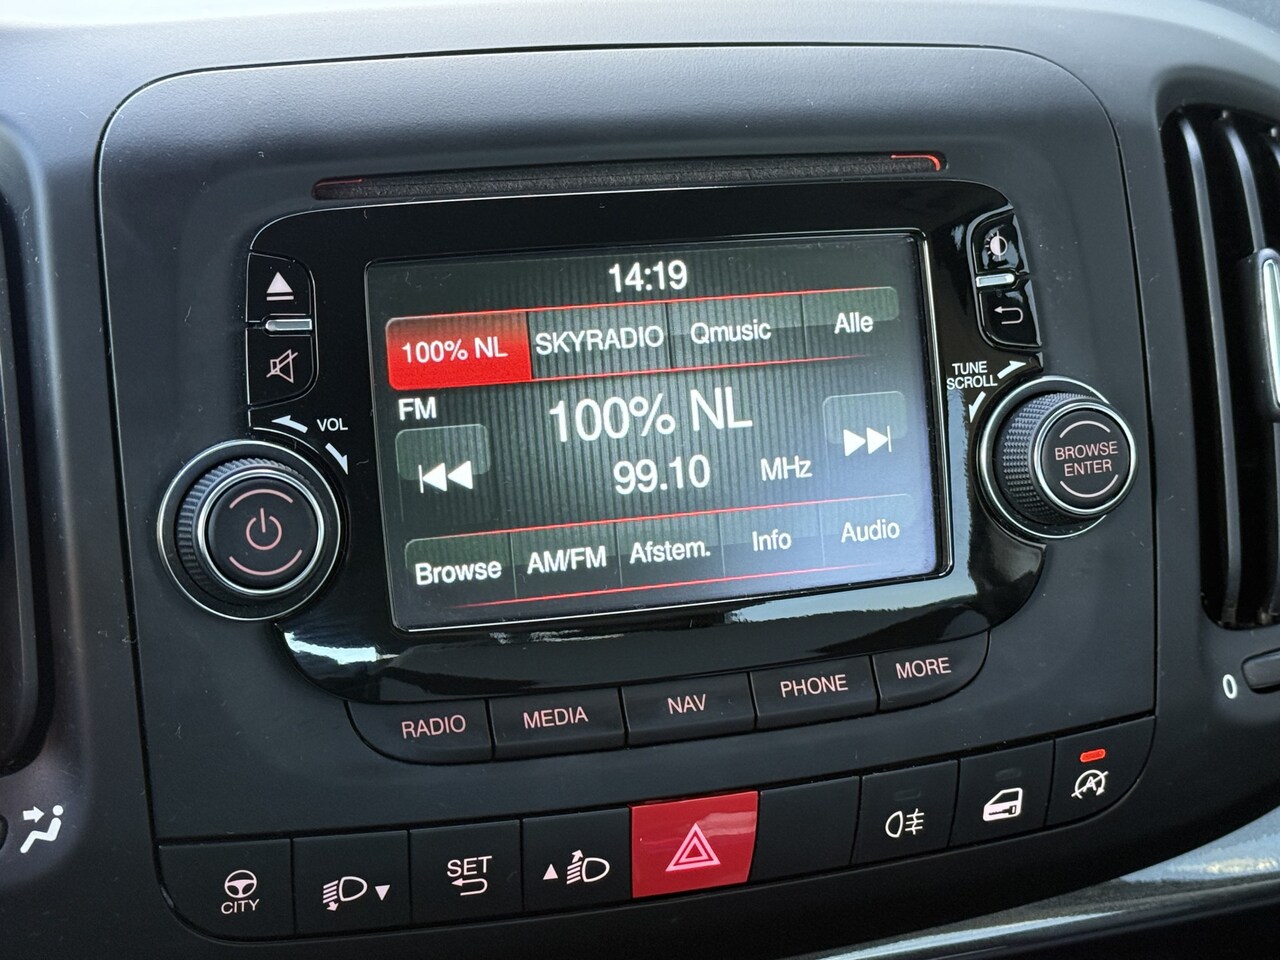 14:19
100% NL SKYRADIO Qmusic Alle
FM
100% NL
99.10 MHz
Browse AM/FM Afstem. Info Audio
VOL
TUNE
SCROLL
BROWSE
ENTER
RADIO MEDIA NAV PHONE MORE
0
CITY
SET
A